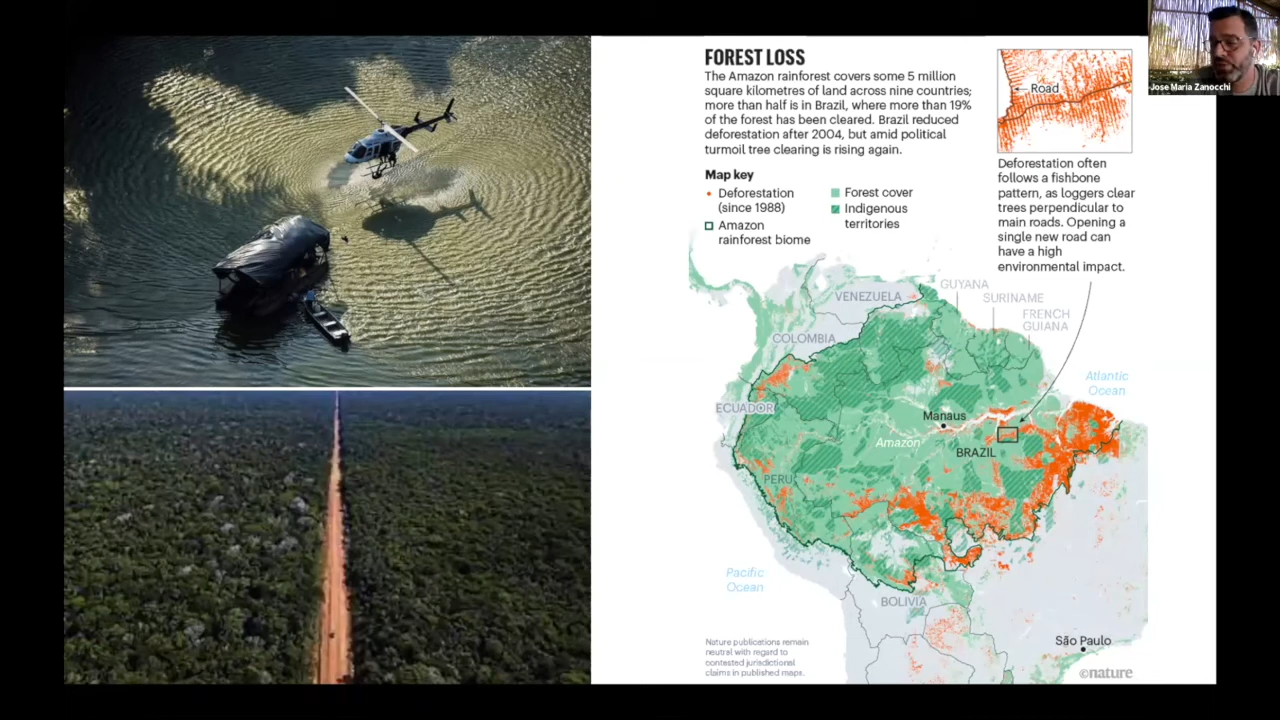 Jose Maria Zanocchi
FOREST LOSS
The Amazon rainforest covers some 5 million
square kilometres of land across nine countries;
more than half is in Brazil, where more than 19%
of the forest has been cleared. Brazil reduced
deforestation after 2004, but amid political
turmoil tree clearing is rising again.
Map key
Deforestation
(since 1988)
Amazon
rainforest biome
Forest cover
Indigenous
territories
Road
Deforestation often
follows a fishbone
pattern, as loggers clear
trees perpendicular to
main roads. Opening a
single new road can
have a high
environmental impact.
GUYANA
VENEZUELA
SURINAME
FRENCH
GUIANA
COLOMBIA
Atlantic
Ocean
ECUADOR
Manaus
Amazon
BRAZIL
PERU
Pacific
Ocean
BOLIVIA
São Paulo
Nature publications remain
neutral with regard to
contested jurisdictional
claims in published maps.
©nature